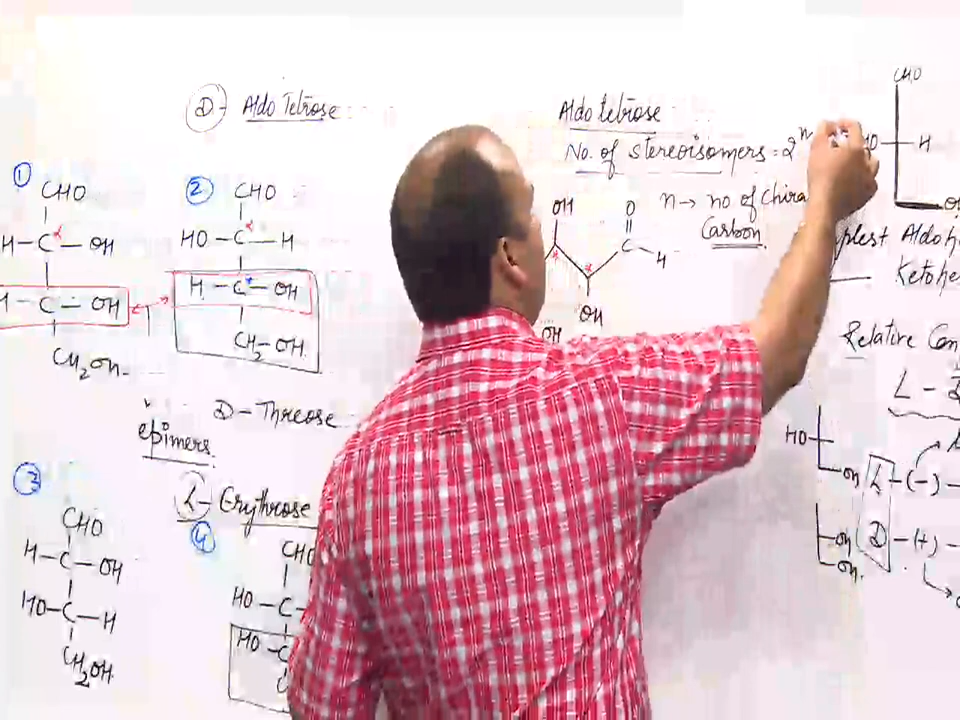 D - Aldo Tetrose
①
CHO
H - C - OH
H - C - OH
CH2OH
②
CHO
HO - C - H
H - C - OH
CH2 - OH
D - Threose
epimers
③
CHO
H - C - OH
HO - C - H
CH2OH
L - Erythrose
④
CHO
HO - C -
HO - C
Aldo tetrose
No. of stereoisomers = 2^n
n → no of Chira
Carbon
OH
O
C
H
OH
OH
CHO
H
Aldoh
Relative Con
L - D
HO
OH
L - (-) -
OH
OH
D - (+) -